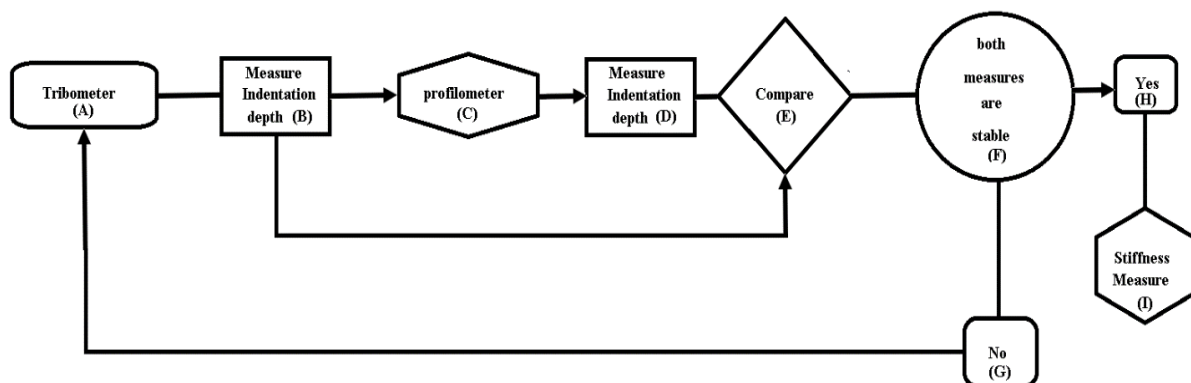 Tribometer
(A)
Measure
Indentation
depth (B)
profilometer
(C)
Measure
Indentation
depth (D)
Compare
(E)
both
measures
are
stable
(F)
Yes
(H)
Stiffness
Measure
(I)
No
(G)